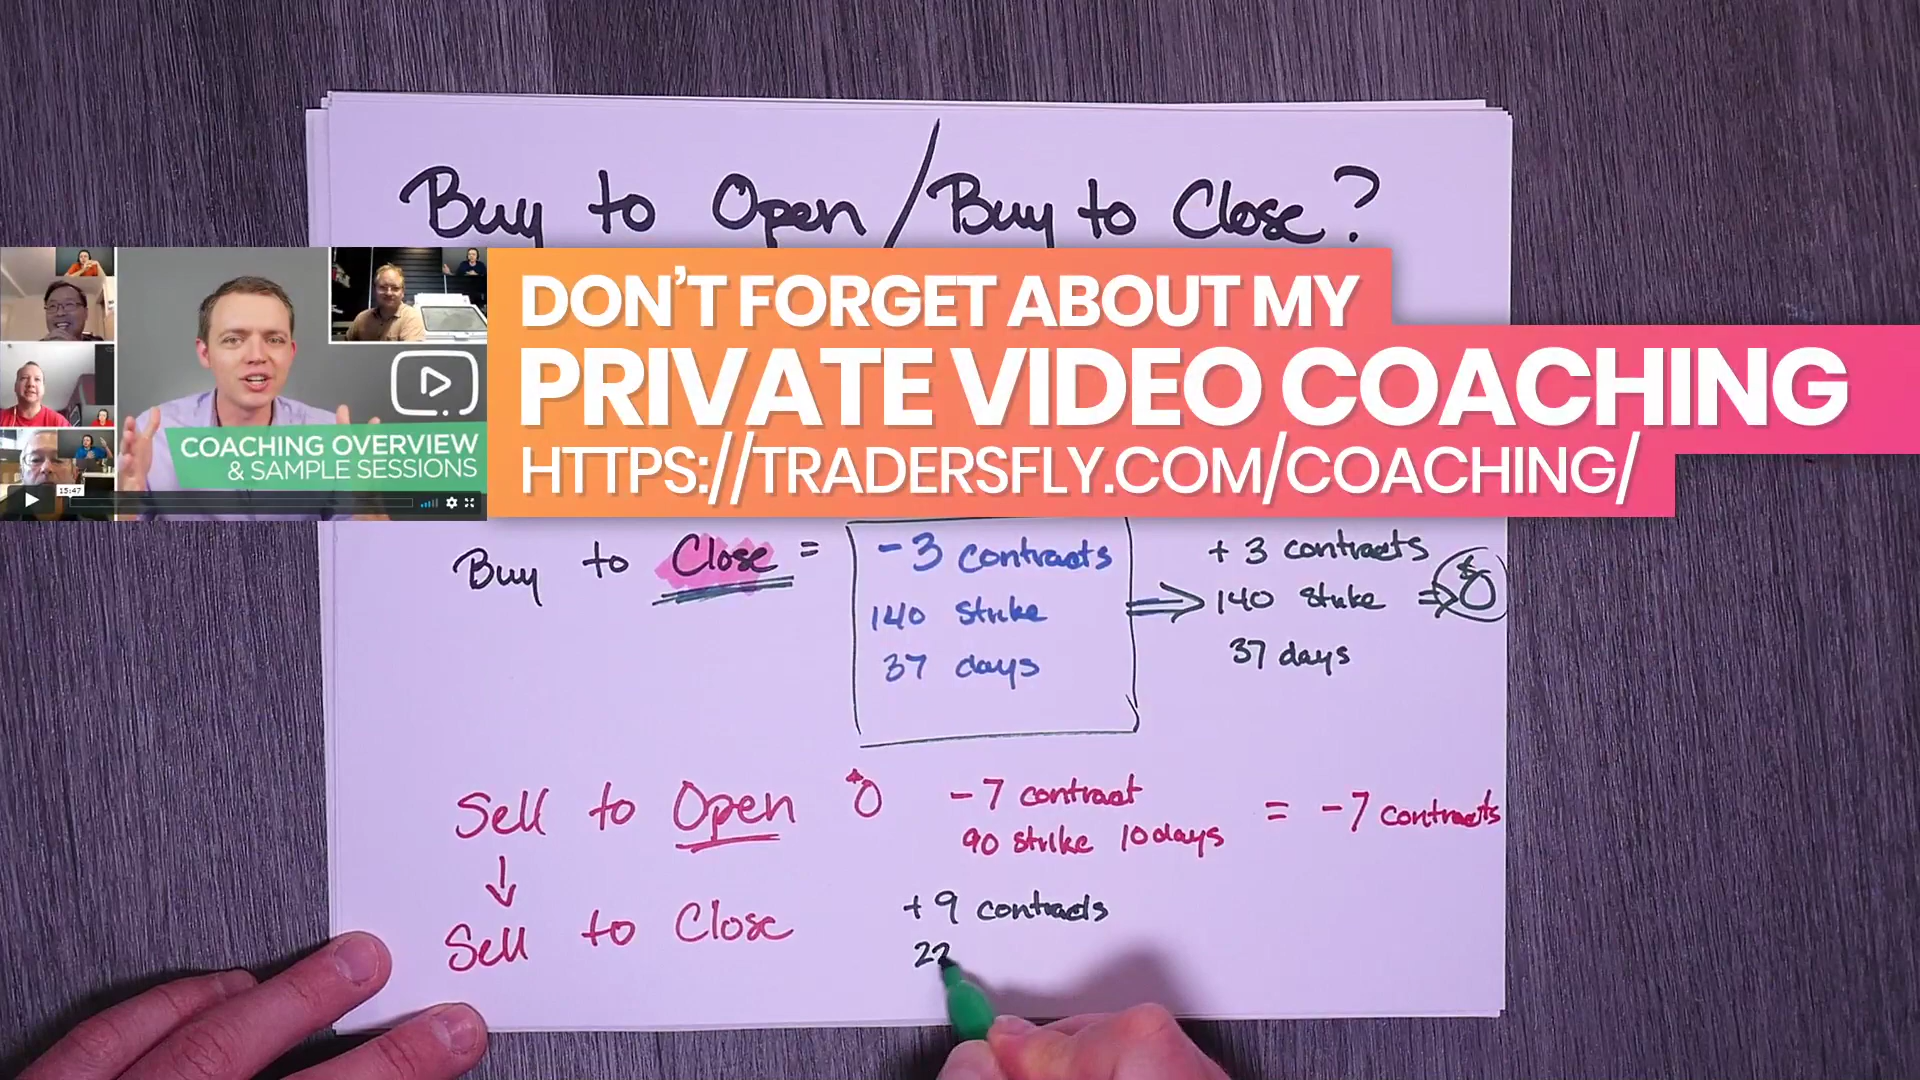 Buy to Open / Buy to Close?
DON'T FORGET ABOUT MY
PRIVATE VIDEO COACHING
HTTPS://TRADERSFLY.COM/COACHING/
COACHING OVERVIEW
& SAMPLE SESSIONS
15:47
Buy to Close = -3 contracts + 3 contracts
140 strike => 140 strike => 0
37 days 37 days
Sell to Open 0 -7 contract = -7 contracts
90 strike 10 days
Sell to Close +9 contracts
22